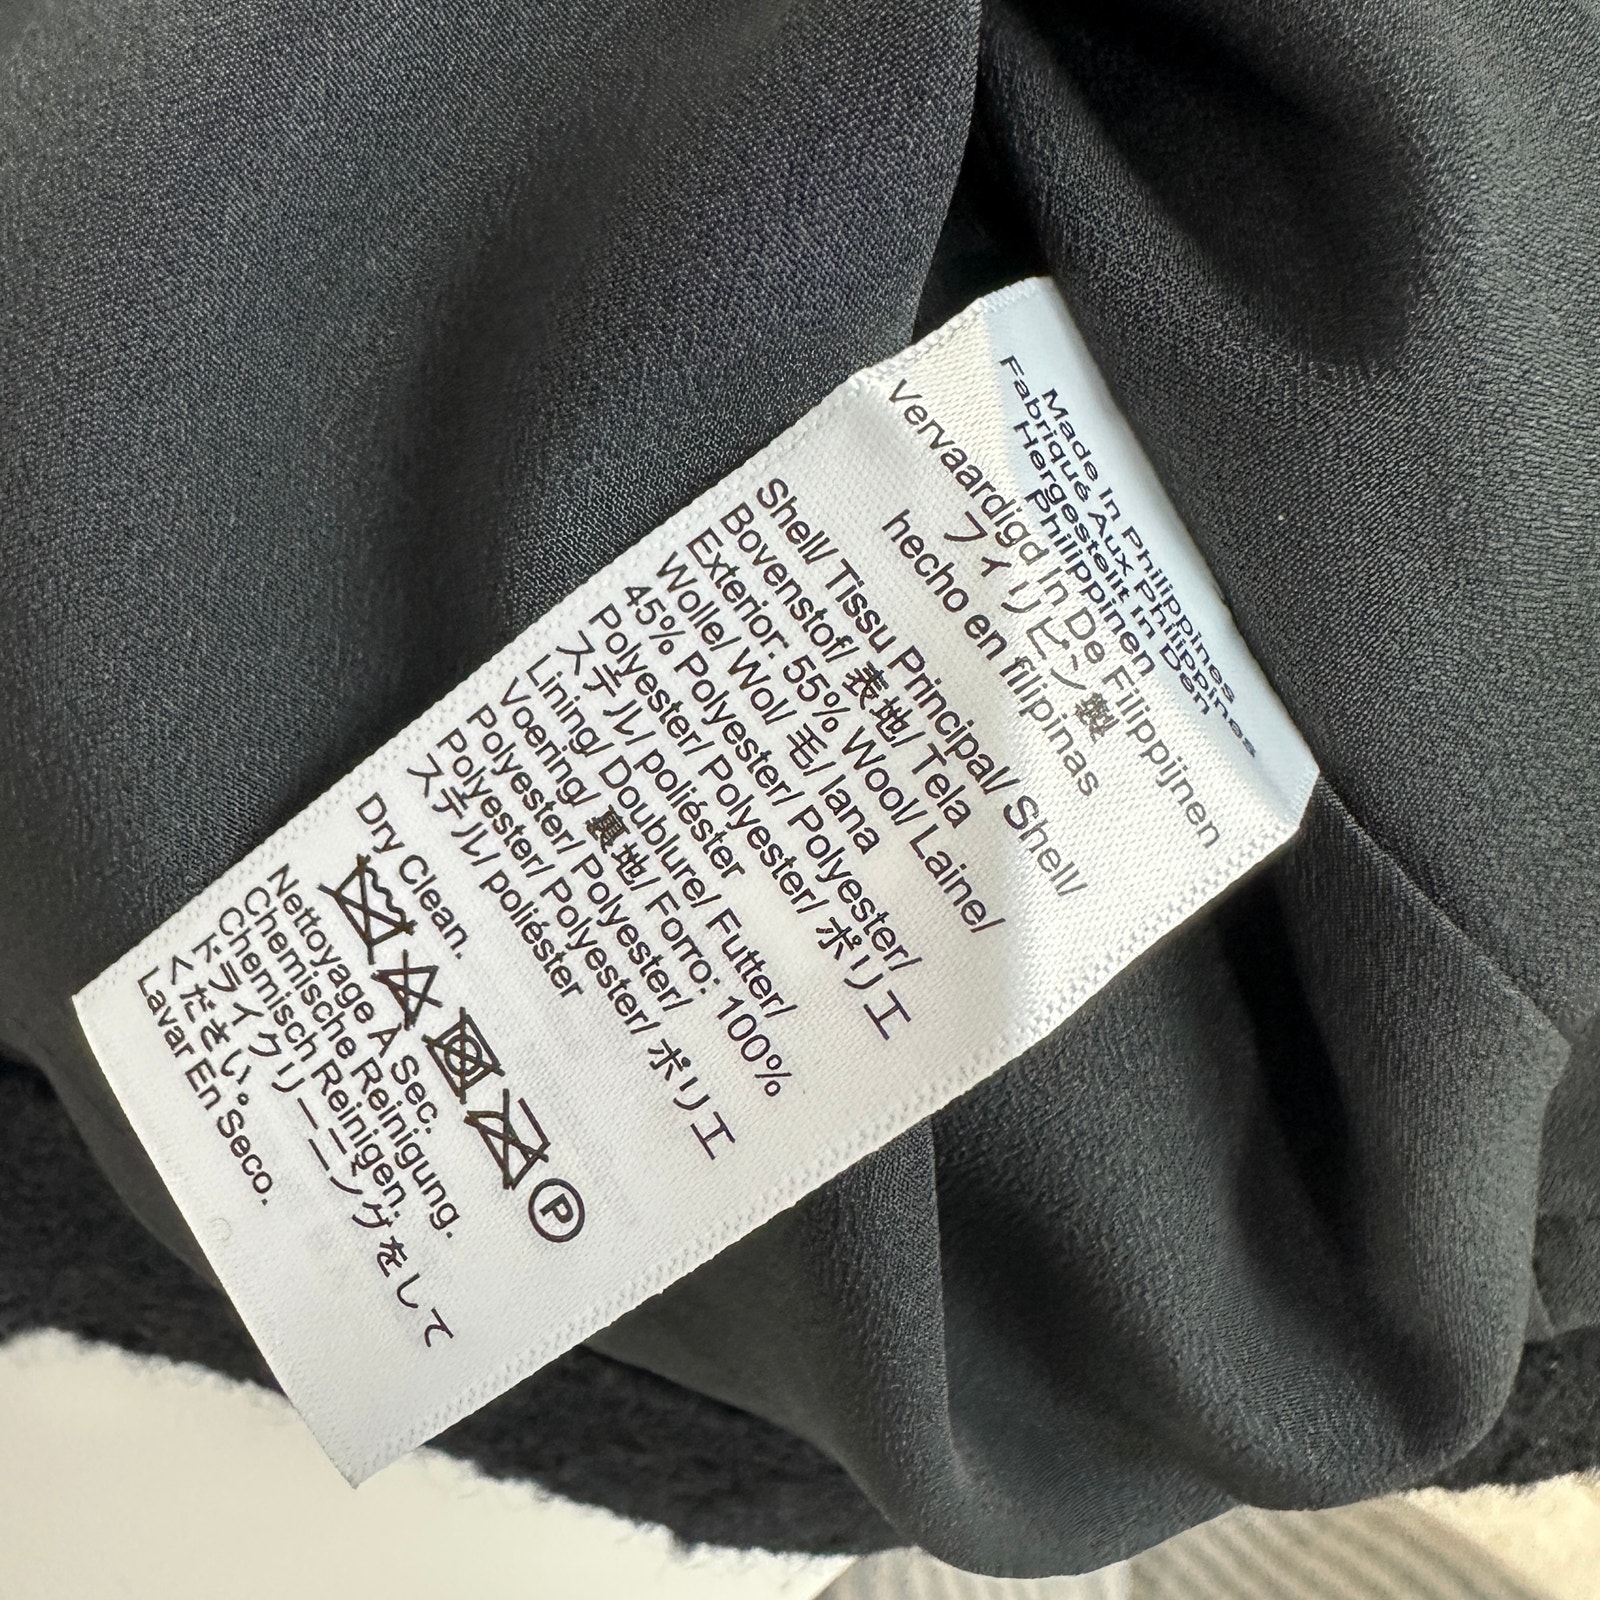 Made In Philippines
Fabriqué Aux Philippines
Hergestellt In Den
Philippinen
Vervaardigd In De Filippijnen
フィリピン製
hecho en filipinas
Shell/ Tissu Principal/ Shell/
Bovenstof/ 表地/ Tela
Exterior: 55% Wool/ Laine/
Wolle/ Wol/ 毛/ lana
45% Polyester/ Polyester/
Polyester/ Polyester/ ポリエ
ステル/ poliéster
Lining/ Doublure/ Futter/
Voering/ 裏地/ Forro: 100%
Polyester/ Polyester/
Polyester/ Polyester/ ポリエ
ステル/ poliéster
Dry Clean.
P
Nettoyage À Sec.
Chemische Reinigung.
Chemisch Reinigen.
ドライクリーニングをして
ください。
Lavar En Seco.